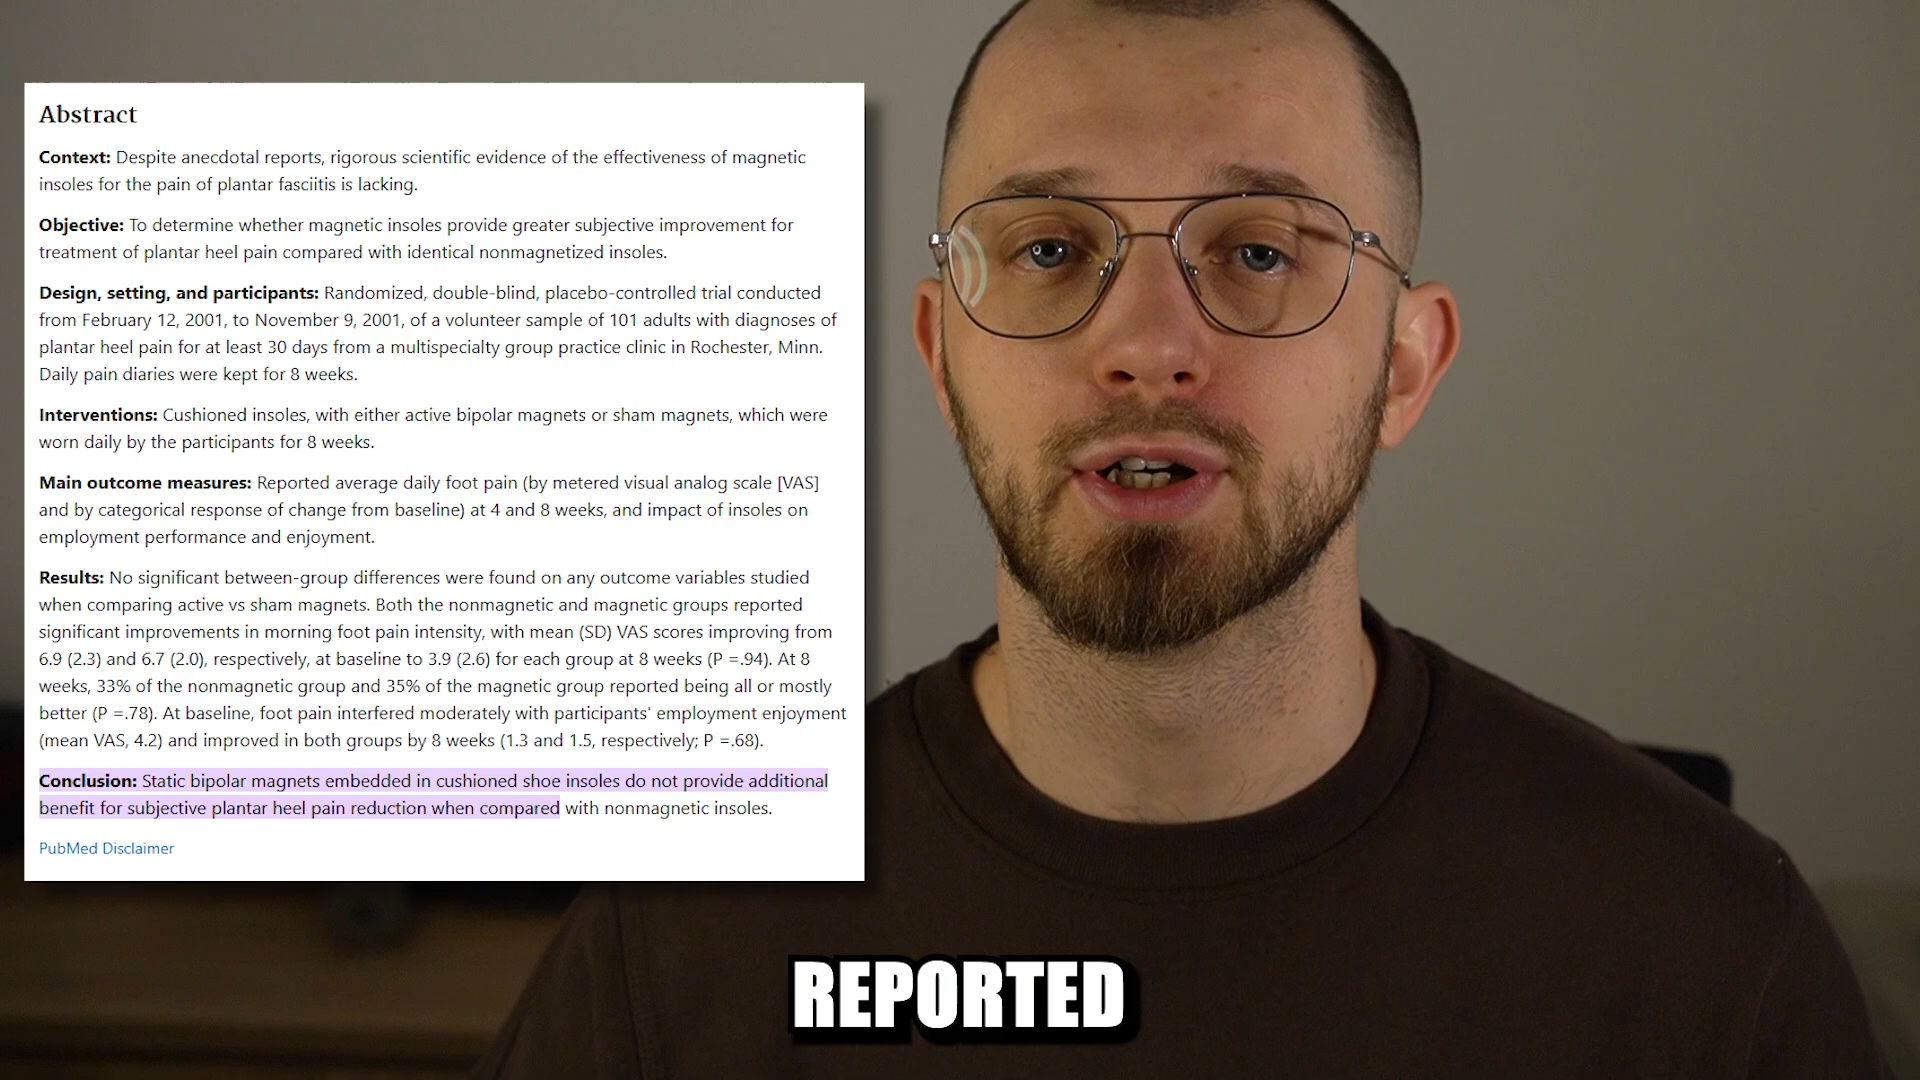 Abstract
Context: Despite anecdotal reports, rigorous scientific evidence of the effectiveness of magnetic
insoles for the pain of plantar fasciitis is lacking.
Objective: To determine whether magnetic insoles provide greater subjective improvement for
treatment of plantar heel pain compared with identical nonmagnetized insoles.
Design, setting, and participants: Randomized, double-blind, placebo-controlled trial conducted
from February 12, 2001, to November 9, 2001, of a volunteer sample of 101 adults with diagnoses of
plantar heel pain for at least 30 days from a multispecialty group practice clinic in Rochester, Minn.
Daily pain diaries were kept for 8 weeks.
Interventions: Cushioned insoles, with either active bipolar magnets or sham magnets, which were
worn daily by the participants for 8 weeks.
Main outcome measures: Reported average daily foot pain (by metered visual analog scale [VAS]
and by categorical response of change from baseline) at 4 and 8 weeks, and impact of insoles on
employment performance and enjoyment.
Results: No significant between-group differences were found on any outcome variables studied
when comparing active vs sham magnets. Both the nonmagnetic and magnetic groups reported
significant improvements in morning foot pain intensity, with mean (SD) VAS scores improving from
6.9 (2.3) and 6.7 (2.0), respectively, at baseline to 3.9 (2.6) for each group at 8 weeks (P =.94). At 8
weeks, 33% of the nonmagnetic group and 35% of the magnetic group reported being all or mostly
better (P =.78). At baseline, foot pain interfered moderately with participants' employment enjoyment
(mean VAS, 4.2) and improved in both groups by 8 weeks (1.3 and 1.5, respectively; P =.68).
Conclusion: Static bipolar magnets embedded in cushioned shoe insoles do not provide additional
benefit for subjective plantar heel pain reduction when compared with nonmagnetic insoles.
PubMed Disclaimer
REPORTED